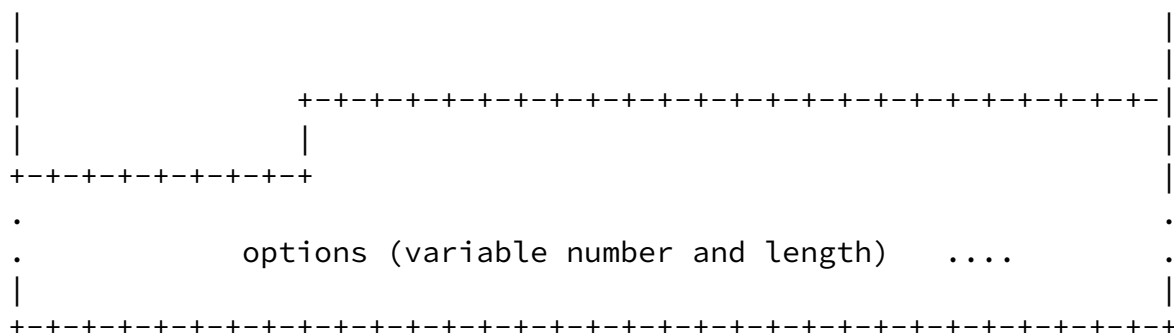 options (variable number and length) ....